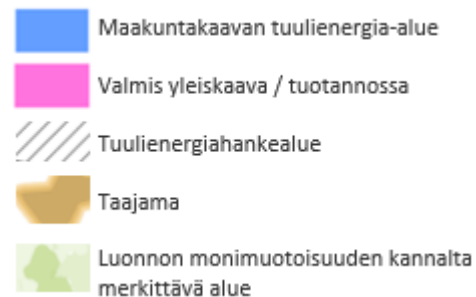 Maakuntakaavan tuulienergia-alue
Valmis yleiskaava / tuotannossa
Tuulienergiahankealue
Taajama
Luonnon monimuotoisuuden kannalta
merkittävä alue